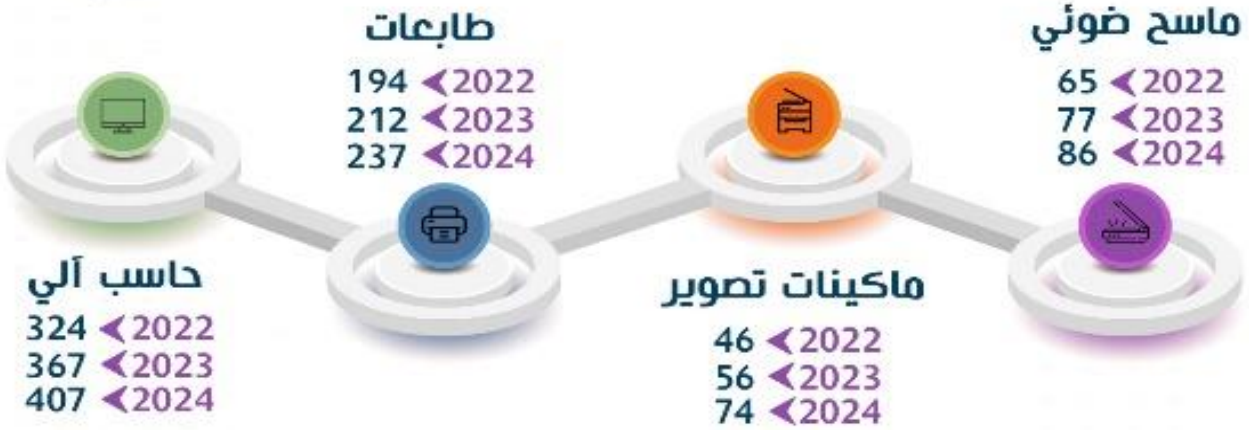 ماسح ضوئي
2022 ⮜ 65
2023 ⮜ 77
2024 ⮜ 86
ماكينات تصوير
2022 ⮜ 46
2023 ⮜ 56
2024 ⮜ 74
طابعات
2022 ⮜ 194
2023 ⮜ 212
2024 ⮜ 237
حاسب آلي
2022 ⮜ 324
2023 ⮜ 367
2024 ⮜ 407